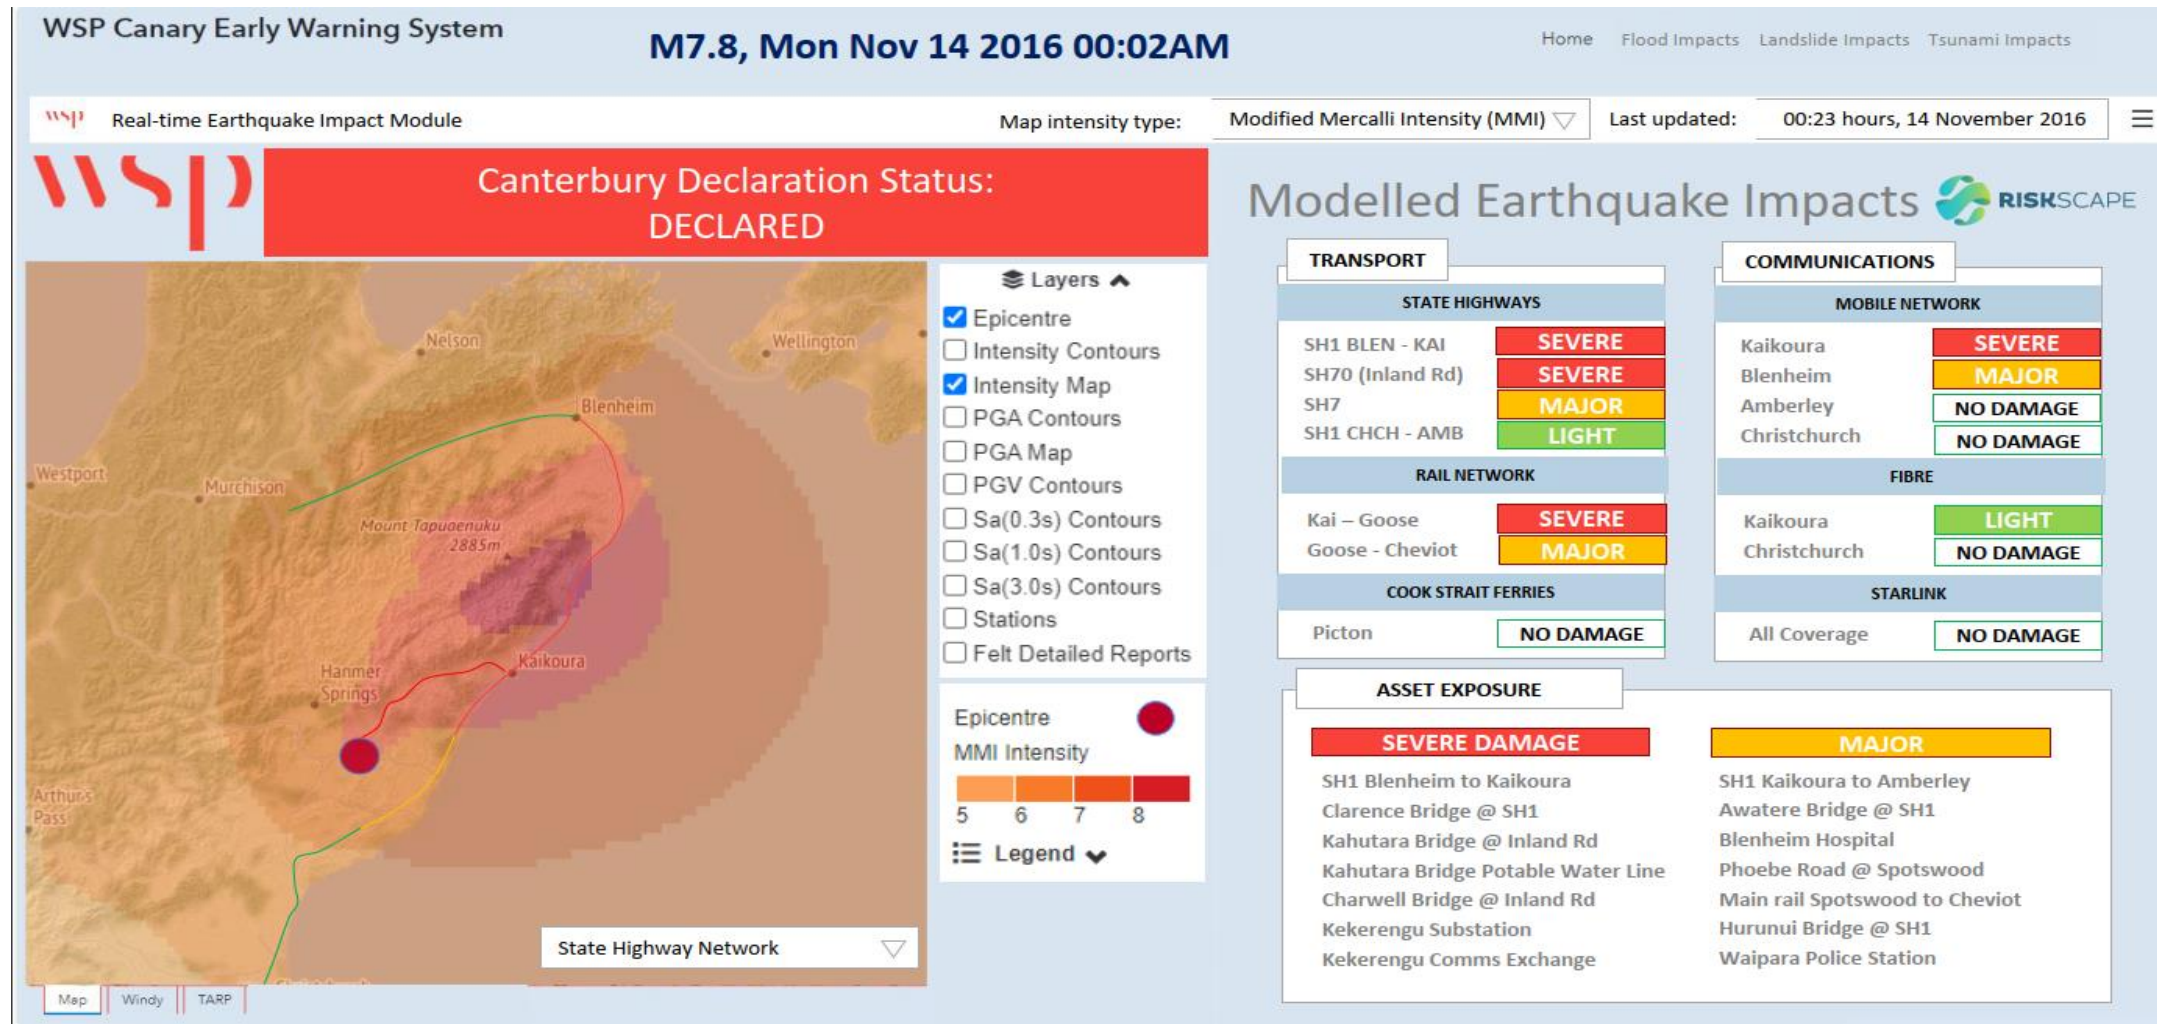 WSP Canary Early Warning System
M7.8, Mon Nov 14 2016 00:02AM
Home Flood Impacts Landslide Impacts Tsunami Impacts
wsp Real-time Earthquake Impact Module
Map intensity type: Modified Mercalli Intensity (MMI)
Last updated: 00:23 hours, 14 November 2016
wsp
Canterbury Declaration Status:
DECLARED
Nelson
Wellington
Blenheim
Westport
Murchison
Mount Tapuaenuku
2885m
Kaikoura
Hanmer
Springs
Arthur's
Pass
State Highway Network
Map Windy TARP
Layers
Epicentre
Intensity Contours
Intensity Map
PGA Contours
PGA Map
PGV Contours
Sa(0.3s) Contours
Sa(1.0s) Contours
Sa(3.0s) Contours
Stations
Felt Detailed Reports
Epicentre
MMI Intensity
5 6 7 8
Legend
Modelled Earthquake Impacts RISKSCAPE
TRANSPORT
STATE HIGHWAYS
SH1 BLEN - KAI SEVERE
SH70 (Inland Rd) SEVERE
SH7 MAJOR
SH1 CHCH - AMB LIGHT
RAIL NETWORK
Kai – Goose SEVERE
Goose - Cheviot MAJOR
COOK STRAIT FERRIES
Picton NO DAMAGE
COMMUNICATIONS
MOBILE NETWORK
Kaikoura SEVERE
Blenheim MAJOR
Amberley NO DAMAGE
Christchurch NO DAMAGE
FIBRE
Kaikoura LIGHT
Christchurch NO DAMAGE
STARLINK
All Coverage NO DAMAGE
ASSET EXPOSURE
SEVERE DAMAGE
SH1 Blenheim to Kaikoura
Clarence Bridge @ SH1
Kahutara Bridge @ Inland Rd
Kahutara Bridge Potable Water Line
Charwell Bridge @ Inland Rd
Kekerengu Substation
Kekerengu Comms Exchange
MAJOR
SH1 Kaikoura to Amberley
Awatere Bridge @ SH1
Blenheim Hospital
Phoebe Road @ Spotswood
Main rail Spotswood to Cheviot
Hurunui Bridge @ SH1
Waipara Police Station